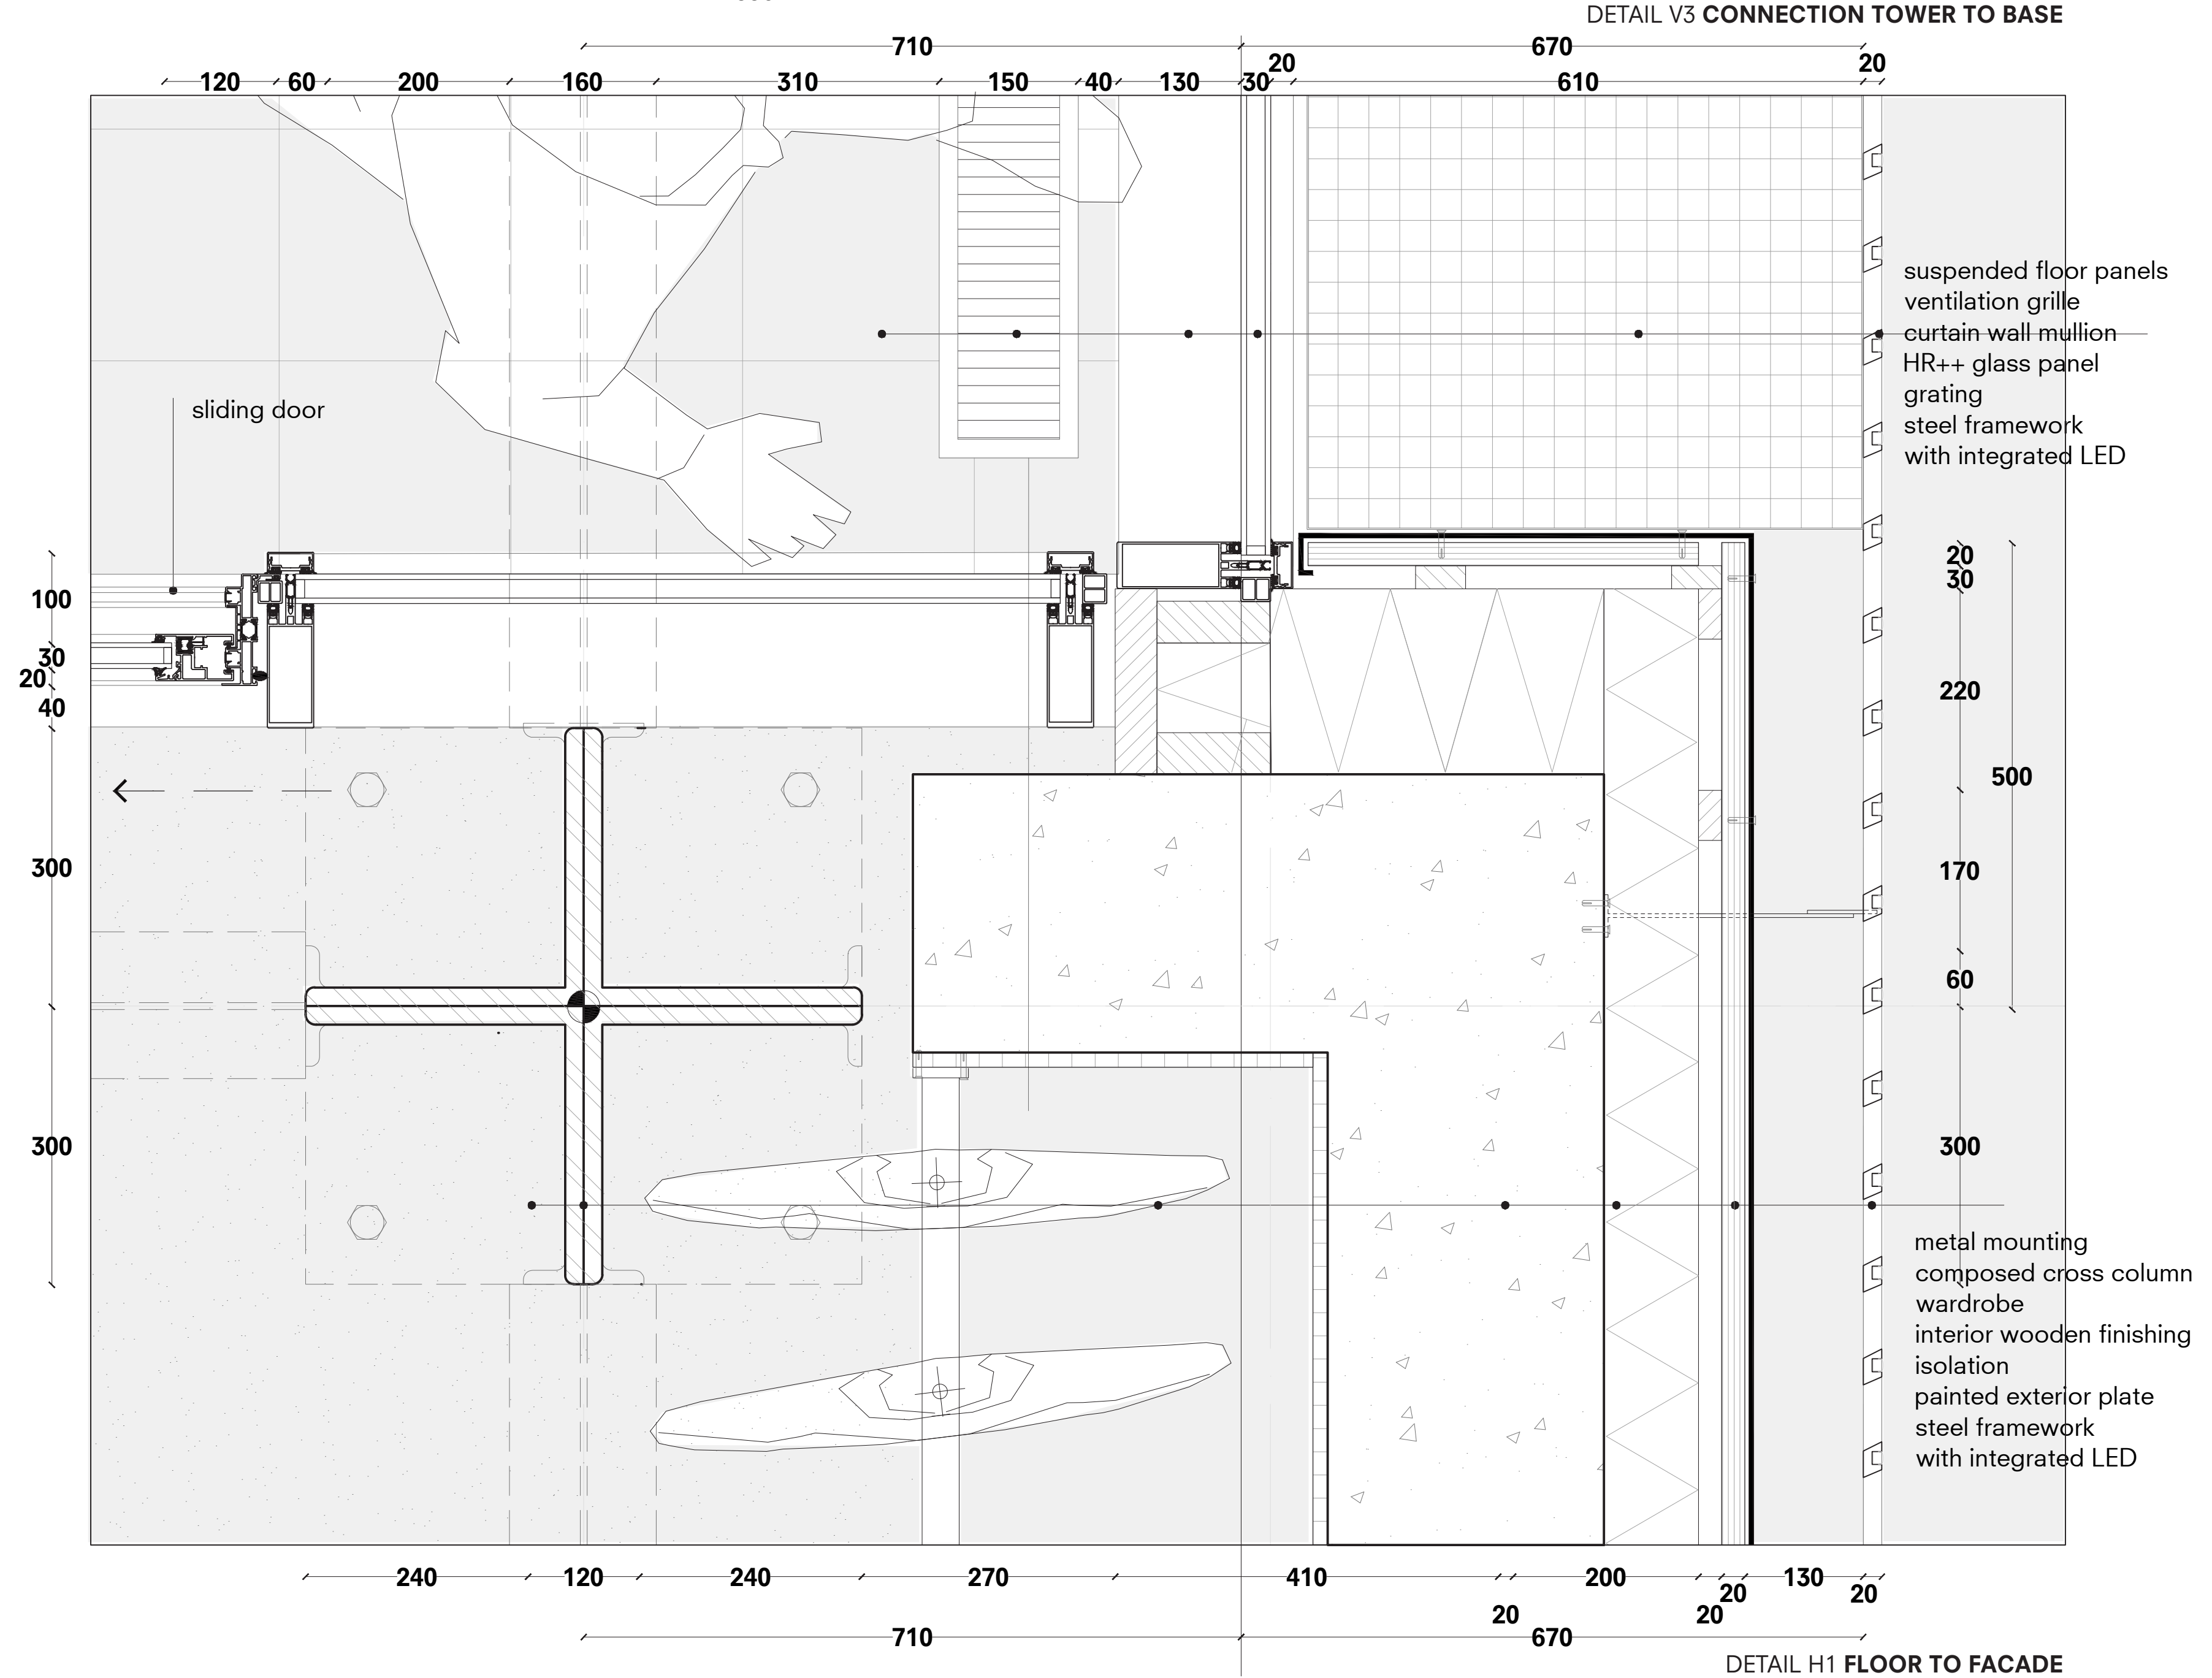 DETAIL V3 CONNECTION TOWER TO BASE
710 670
20 20
120 60 200 160 310 150 40 130 30 610
suspended floor panels
ventilation grille
curtain wall mullion
HR++ glass panel
grating
steel framework
with integrated LED
sliding door
20
30
100
30
20
220
40
500
300
170
60
300
300
metal mounting
composed cross column
wardrobe
interior wooden finishing
isolation
painted exterior plate
steel framework
with integrated LED
240 120 240 270 410 200 130
20 20
20 20
710 670
DETAIL H1 FLOOR TO FACADE